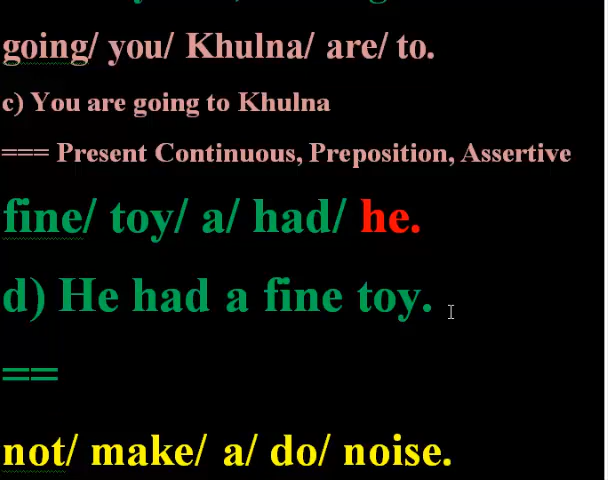 going/ you/ Khulna/ are/ to.
c) You are going to Khulna
=== Present Continuous, Preposition, Assertive
fine/ toy/ a/ had/ he.
d) He had a fine toy.
==
not/ make/ a/ do/ noise.